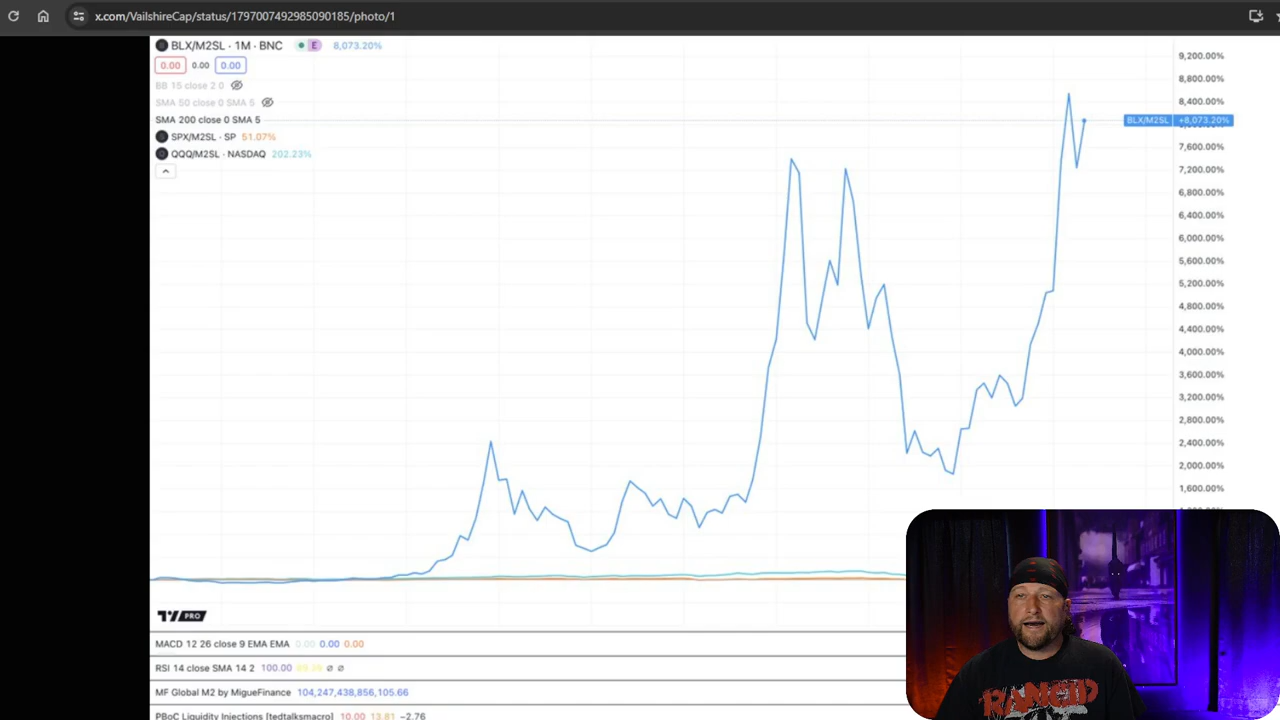 x.com/VailshireCap/status/1797007492985090185/photo/1
BLX/M2SL · 1M · BNC E 8,073.20%
0.00 0.00 0.00
BB 15 close 2 0
SMA 50 close 0 SMA 5
SMA 200 close 0 SMA 5
SPX/M2SL · SP 51.07%
QQQ/M2SL · NASDAQ 202.23%
9,200.00%
8,800.00%
8,400.00%
BLX/M2SL +8,073.20%
7,600.00%
7,200.00%
6,800.00%
6,400.00%
6,000.00%
5,600.00%
5,200.00%
4,800.00%
4,400.00%
4,000.00%
3,600.00%
3,200.00%
2,800.00%
2,400.00%
2,000.00%
1,600.00%
PRO
MACD 12 26 close 9 EMA EMA 0.00 0.00 0.00
RSI 14 close SMA 14 2 100.00
MF Global M2 by MigueFinance 104,247,438,856,105.66
PBoC Liquidity Injections [tedtalksmacro] 10.00 13.81 −2.76
RANCID